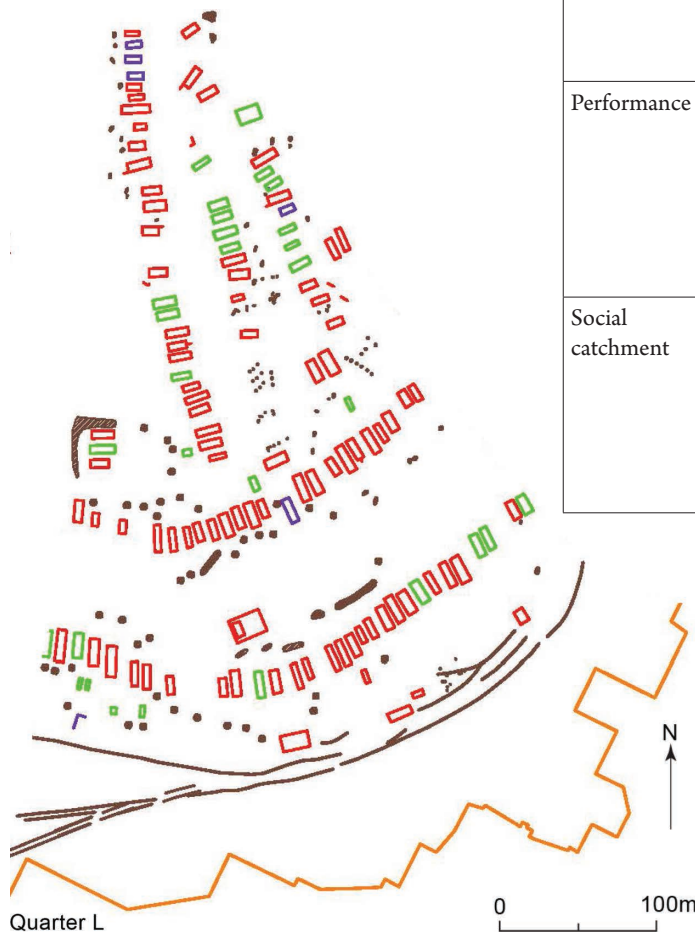 Performance
Social
catchment
N
0 100m
Quarter L